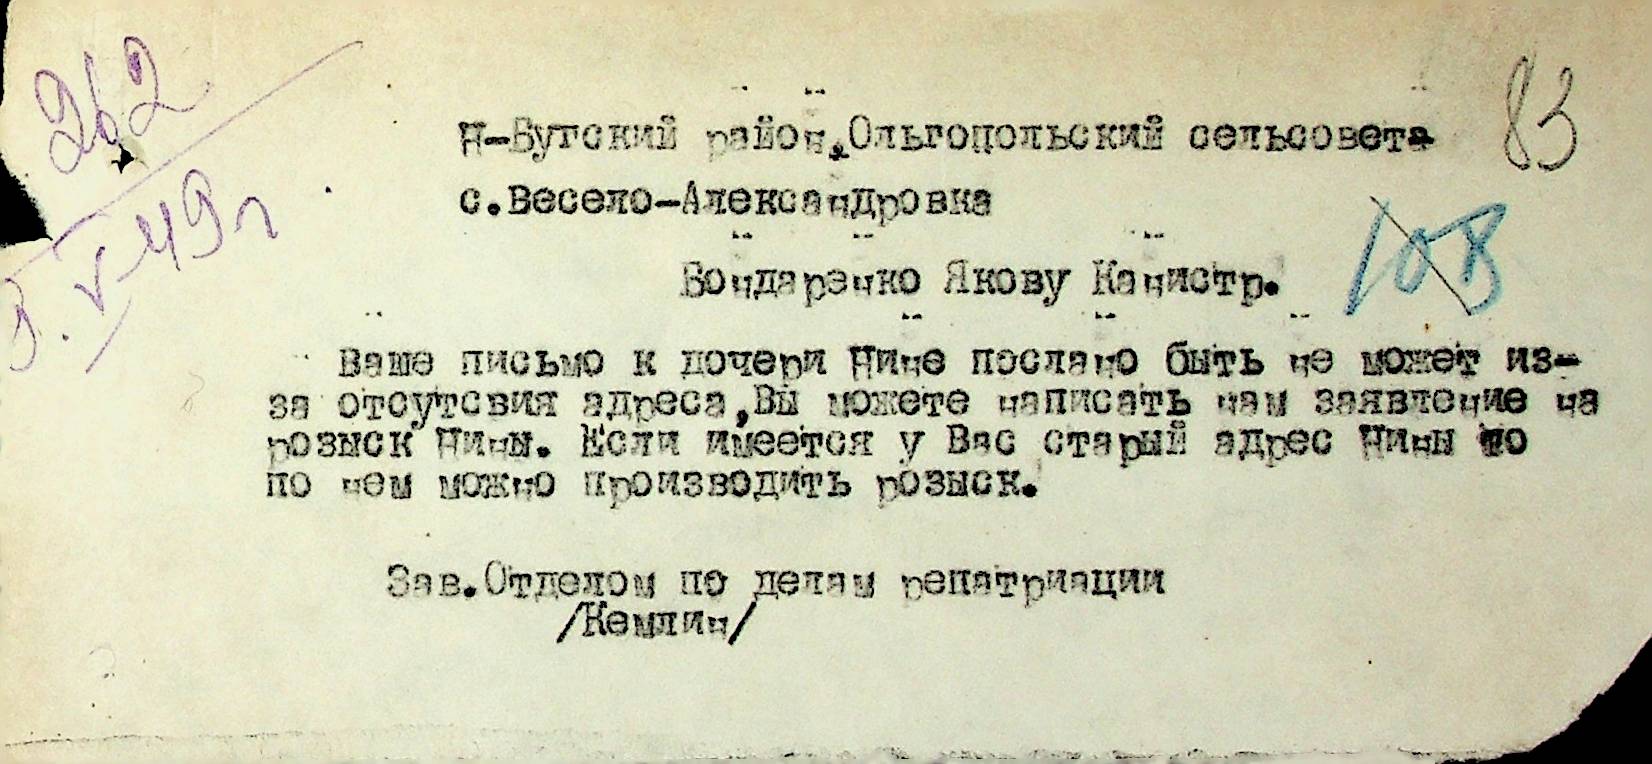 262
5.V-49г
83
Н-Бугский район,Ольгопольский сельсовета
с.Весело-Александровка
108
Бондаренко Якову Канистр.
Ваше письмо к дочери Нине послано быть не может из-
за отсутсвия адреса,Вы можете написать нам заявление на
розыск Нины. Если имеется у Вас старый адрес Нины то
по нем можно производить розыск.
Зав.Отделом по делам репатриации
/Кемлин/